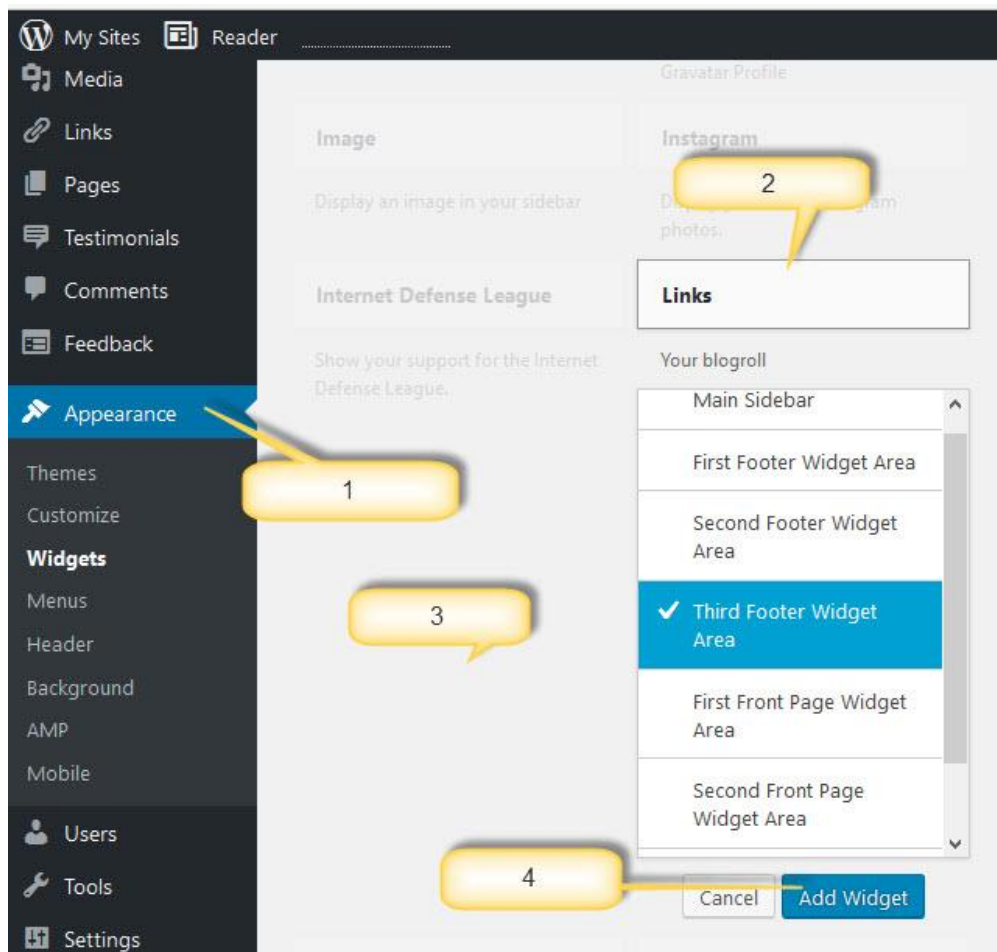 My Sites Reader
Media
Links
Pages
Testimonials
Comments
Feedback
Appearance
Themes
Customize
Widgets
Menus
Header
Background
AMP
Mobile
Users
Tools
Settings
1
Gravatar Profile
Image
Display an image in your sidebar
Instagram
2
photos.
Internet Defense League
Show your support for the Internet
Defense League.
Links
Your blogroll
Main Sidebar
First Footer Widget Area
Second Footer Widget
Area
3
Third Footer Widget
Area
First Front Page Widget
Area
Second Front Page
Widget Area
4
Cancel Add Widget